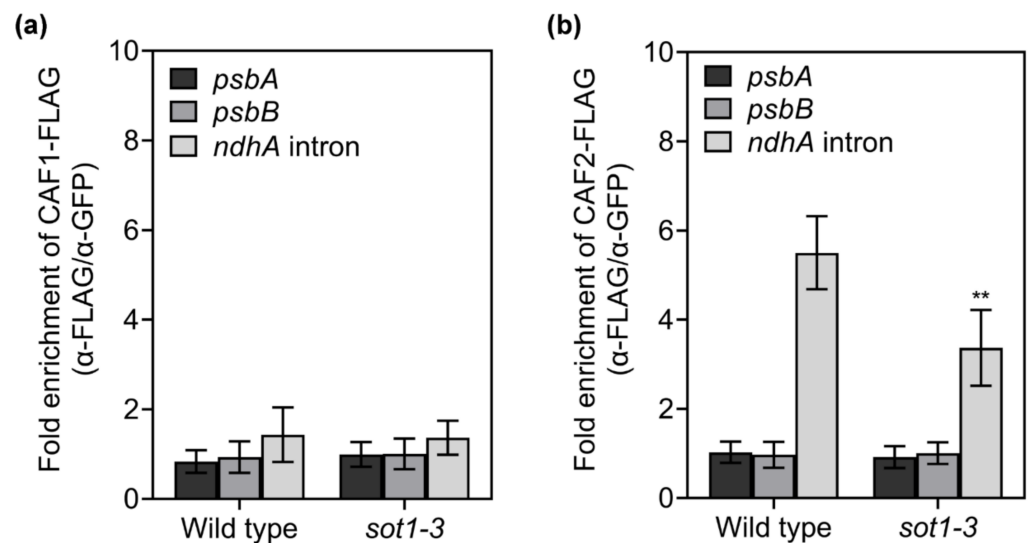 (a)
Fold enrichment of CAF1-FLAG
(α-FLAG/α-GFP)
10
8
6
4
2
0
psbA
psbB
ndhA intron
Wild type
sot1-3
(b)
Fold enrichment of CAF2-FLAG
(α-FLAG/α-GFP)
10
8
6
4
2
0
psbA
psbB
ndhA intron
**
Wild type
sot1-3